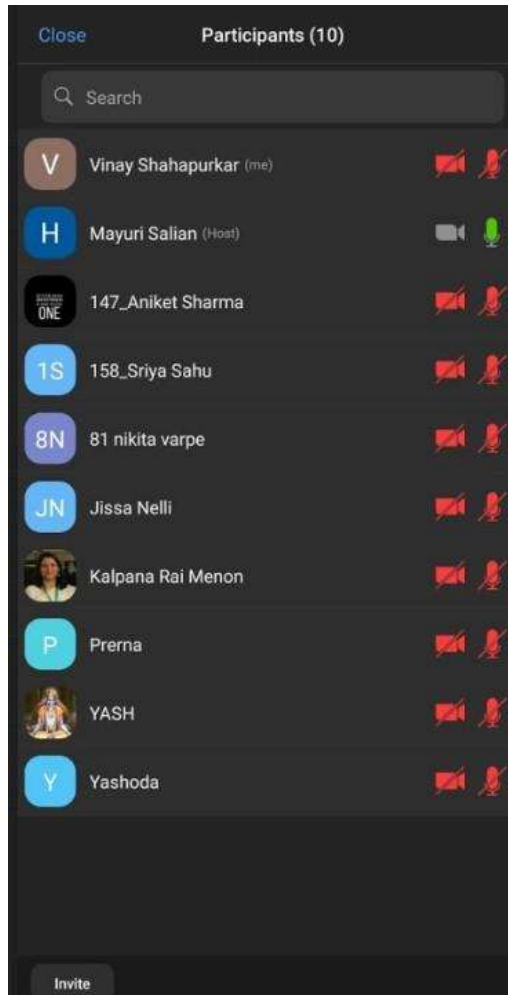 Close Participants (10)
Search
V Vinay Shahapurkar (me)
H Mayuri Salian (Host)
ONE 147_Aniket Sharma
1S 158_Sriya Sahu
8N 81 nikita varpe
JN Jissa Nelli
Kalpana Rai Menon
P Prerna
YASH
Y Yashoda
Invite